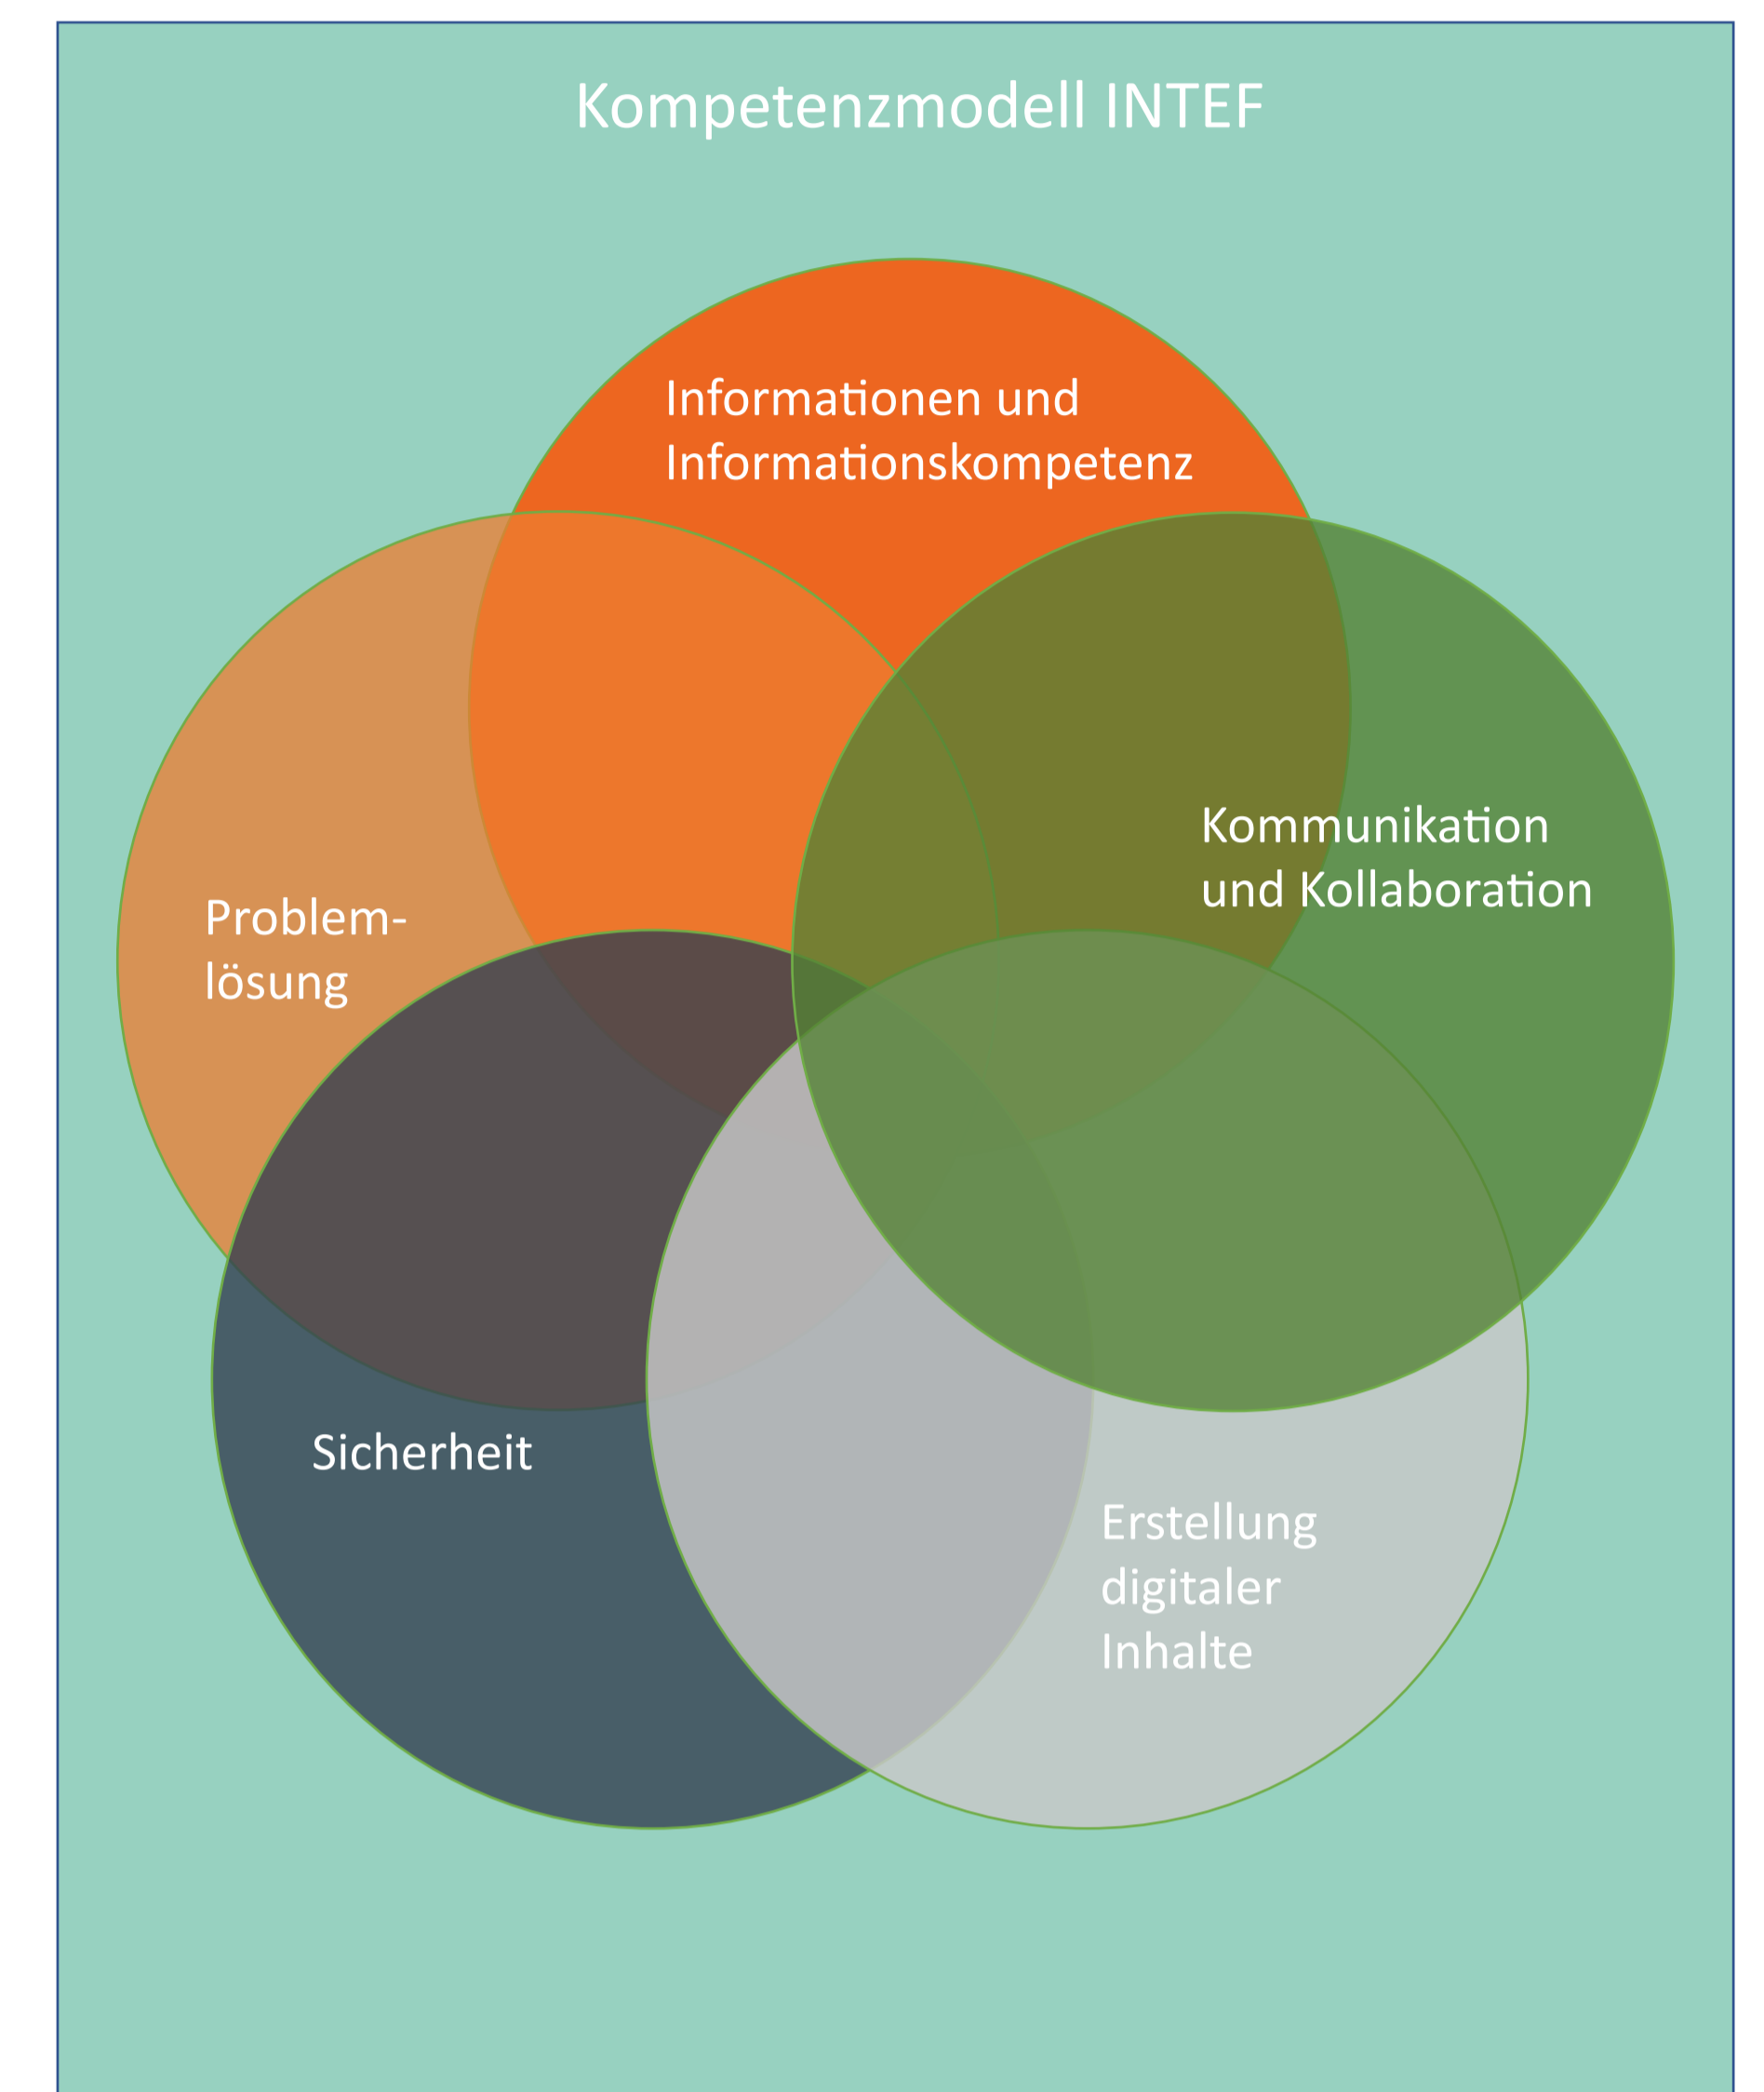 Kompetenzmodell INTEF
Informationen und
Informationskompetenz
Kommunikation
und Kollaboration
Problem-
lösung
Sicherheit
Erstellung
digitaler
Inhalte